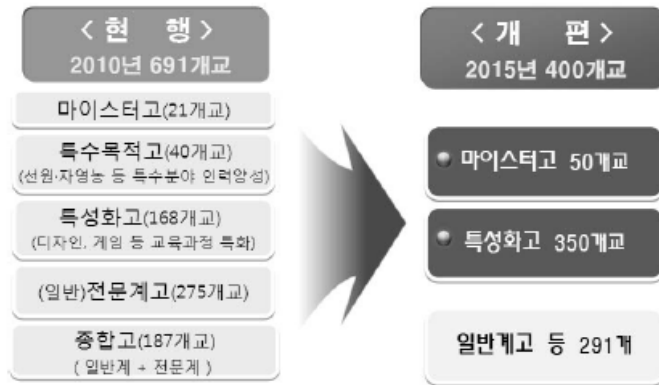 < 현 행 >
2010년 691개교
마이스터고(21개교)
특수목적고(40개교)
(선원·자영농 등 특수분야 인력양성)
특성화고(168개교)
(디자인, 게임 등 교육과정 특화)
(일반)전문계고(275개교)
종합고(187개교)
( 일반계 + 전문계 )
< 개 편 >
2015년 400개교
마이스터고 50개교
특성화고 350개교
일반계고 등 291개